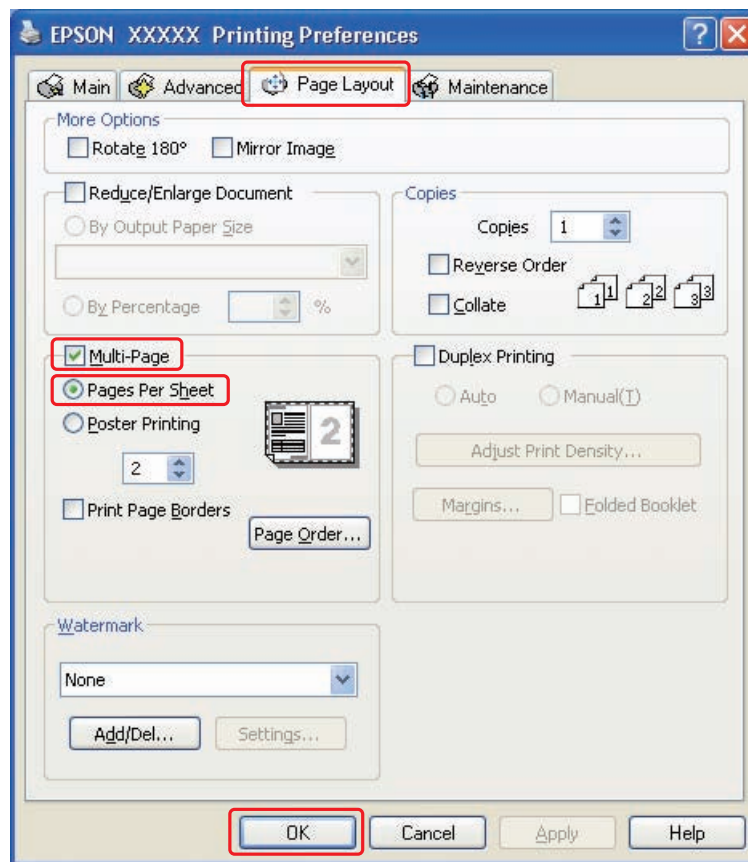 EPSON XXXXX Printing Preferences
Main
Advanced
Page Layout
Maintenance
More Options
Rotate 180°
Mirror Image
Reduce/Enlarge Document
By Output Paper Size
By Percentage
%
Copies
Copies
1
Reverse Order
Collate
1 1 2 2 3 3
Multi-Page
Pages Per Sheet
Poster Printing
2
2
Print Page Borders
Page Order...
Duplex Printing
Auto
Manual(T)
Adjust Print Density...
Margins...
Folded Booklet
Watermark
None
Add/Del...
Settings...
OK
Cancel
Apply
Help